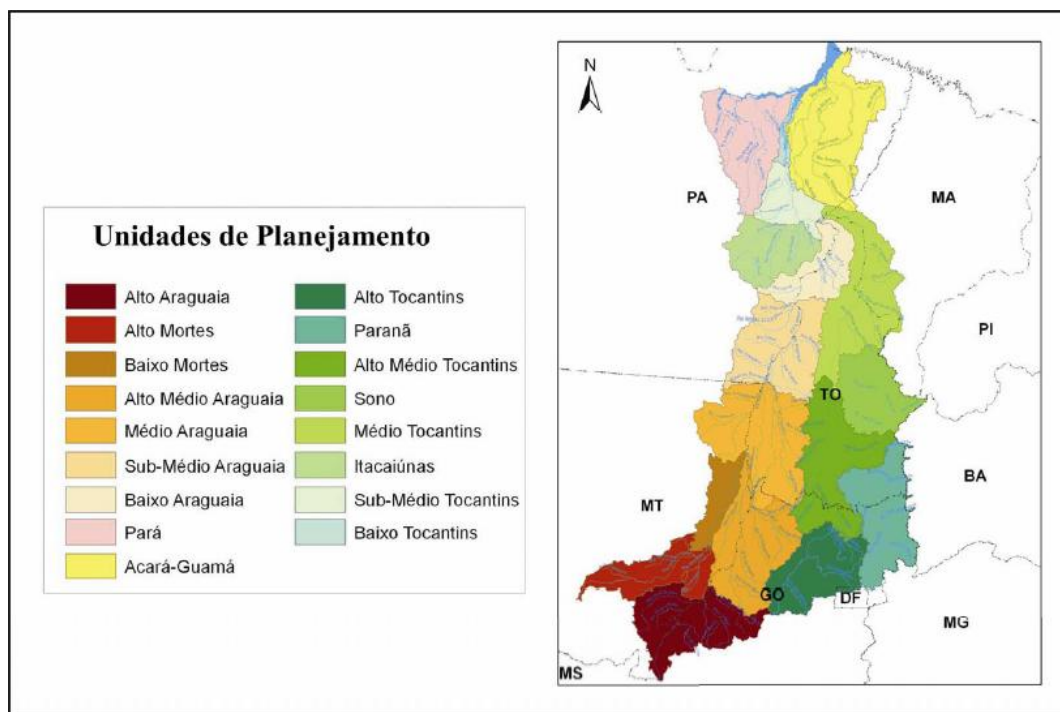 Unidades de Planejamento
Alto Araguaia
Alto Mortes
Baixo Mortes
Alto Médio Araguaia
Médio Araguaia
Sub-Médio Araguaia
Baixo Araguaia
Pará
Acará-Guamá
Alto Tocantins
Paranã
Alto Médio Tocantins
Sono
Médio Tocantins
Itacaiúnas
Sub-Médio Tocantins
Baixo Tocantins
N
PA
MA
PI
TO
BA
MT
GO
DF
MG
MS